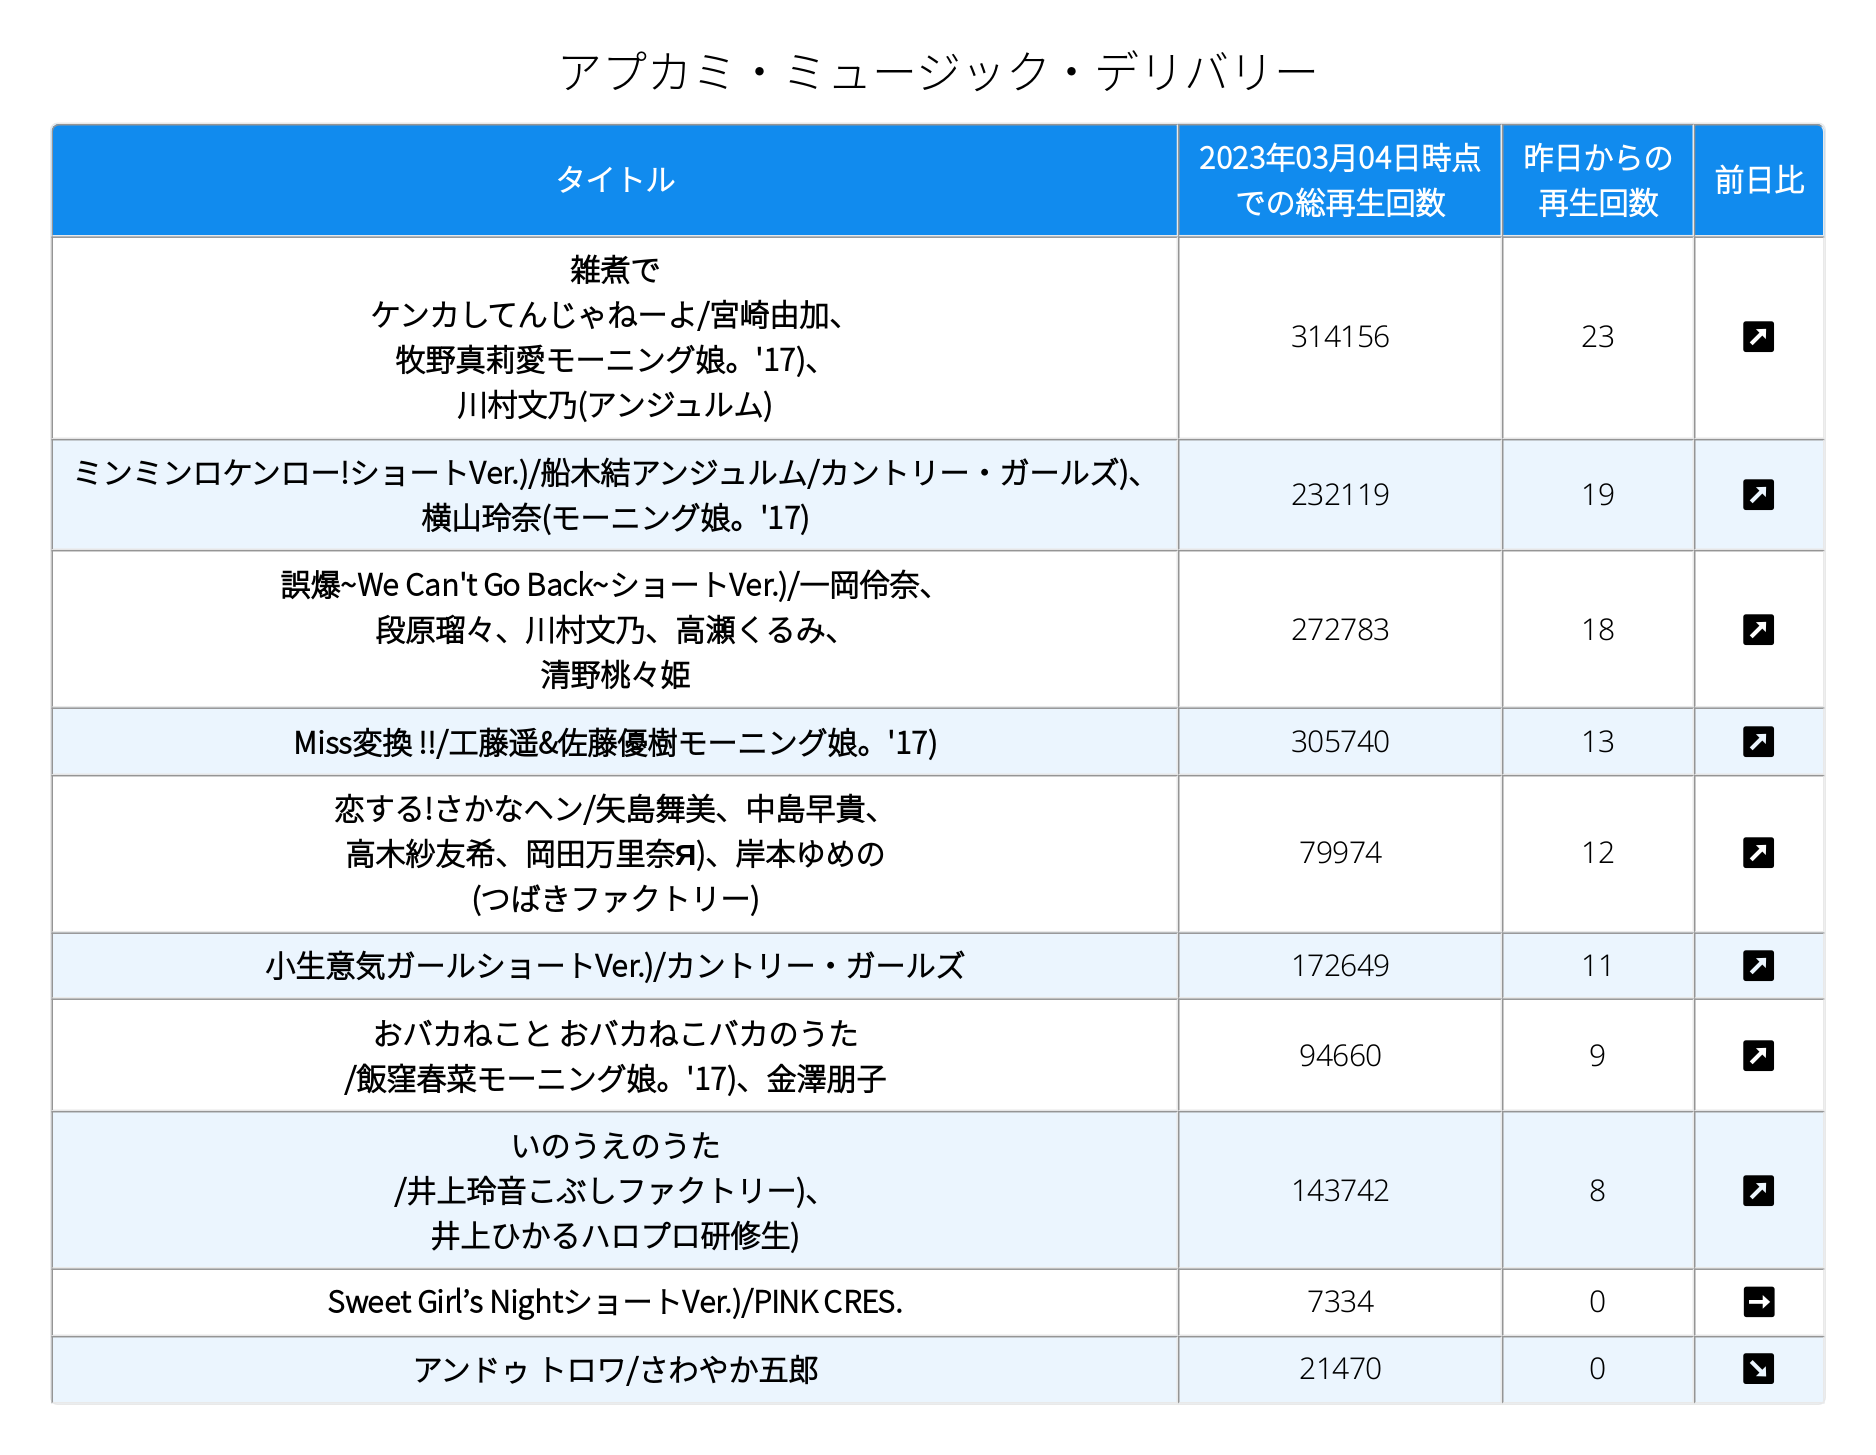 アプカミ・ミュージック・デリバリー
タイトル
2023年03月04日時点
での総再生回数
昨日からの
再生回数
前日比
雑煮で
ケンカしてんじゃねーよ/宮崎由加、
牧野真莉愛モーニング娘。'17)、
川村文乃(アンジュルム)
314156
23
ミンミンロケンロー!ショートVer.)/船木結アンジュルム/カントリー・ガールズ)、
横山玲奈(モーニング娘。'17)
232119
19
誤爆~We Can't Go Back~ショートVer.)/一岡伶奈、
段原瑠々、川村文乃、高瀬くるみ、
清野桃々姫
272783
18
Miss変換 !!/工藤遥&佐藤優樹モーニング娘。'17)
305740
13
恋する!さかなヘン/矢島舞美、中島早貴、
高木紗友希、岡田万里奈Я)、岸本ゆめの
(つばきファクトリー)
79974
12
小生意気ガールショートVer.)/カントリー・ガールズ
172649
11
おバカねこと おバカねこバカのうた
/飯窪春菜モーニング娘。'17)、金澤朋子
94660
9
いのうえのうた
/井上玲音こぶしファクトリー)、
井上ひかるハロプロ研修生)
143742
8
Sweet Girl’s NightショートVer.)/PINK CRES.
7334
0
アンドゥ トロワ/さわやか五郎
21470
0